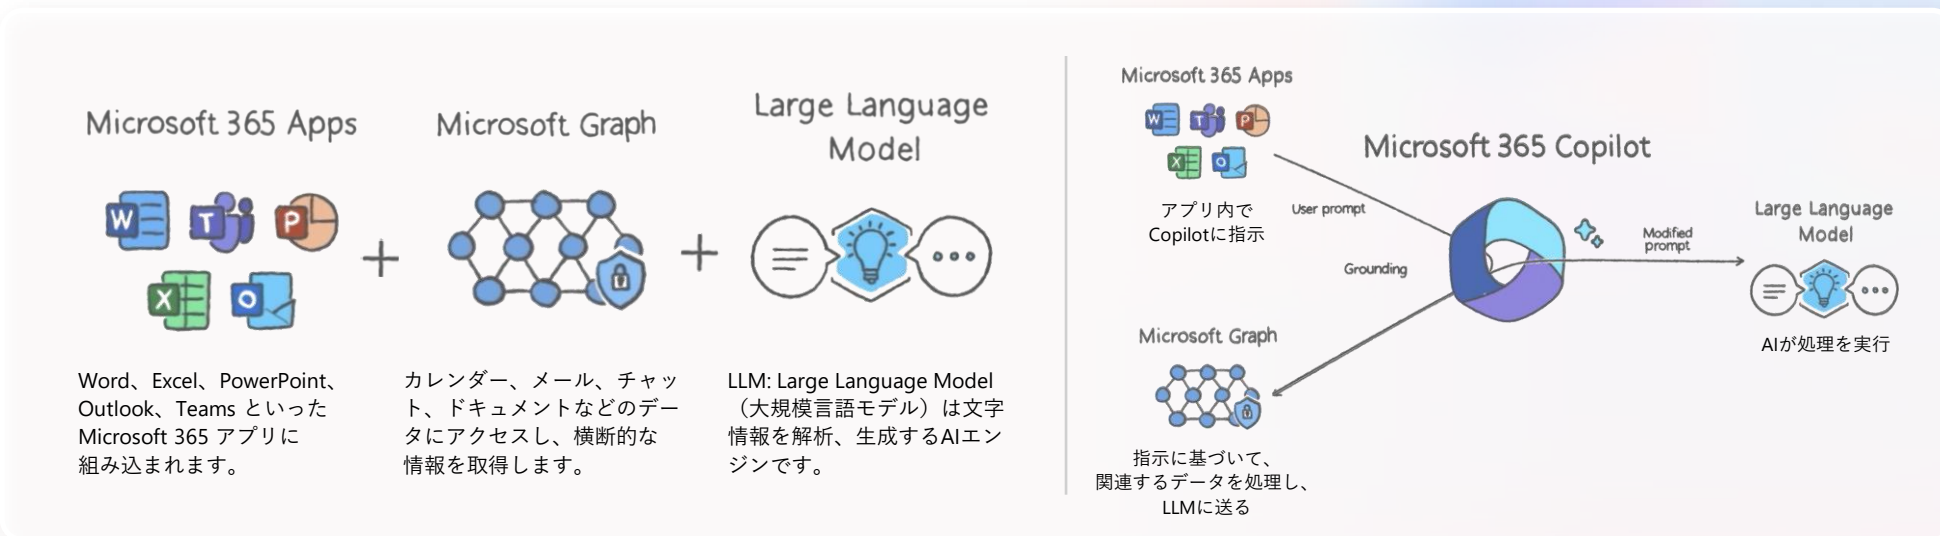 Microsoft 365 Apps
W
T
P
X
O
Word、Excel、PowerPoint、
Outlook、Teams といった
Microsoft 365 アプリに
組み込まれます。
+
Microsoft Graph
カレンダー、メール、チャッ
ト、ドキュメントなどのデー
タにアクセスし、横断的な
情報を取得します。
+
Large Language
Model
LLM: Large Language Model
（大規模言語モデル）は文字
情報を解析、生成するAIエン
ジンです。
Microsoft 365 Apps
W
T
P
X
O
アプリ内で
Copilotに指示
User prompt
Microsoft 365 Copilot
Grounding
Microsoft Graph
指示に基づいて、
関連するデータを処理し、
LLMに送る
Modified
prompt
Large Language
Model
AIが処理を実行